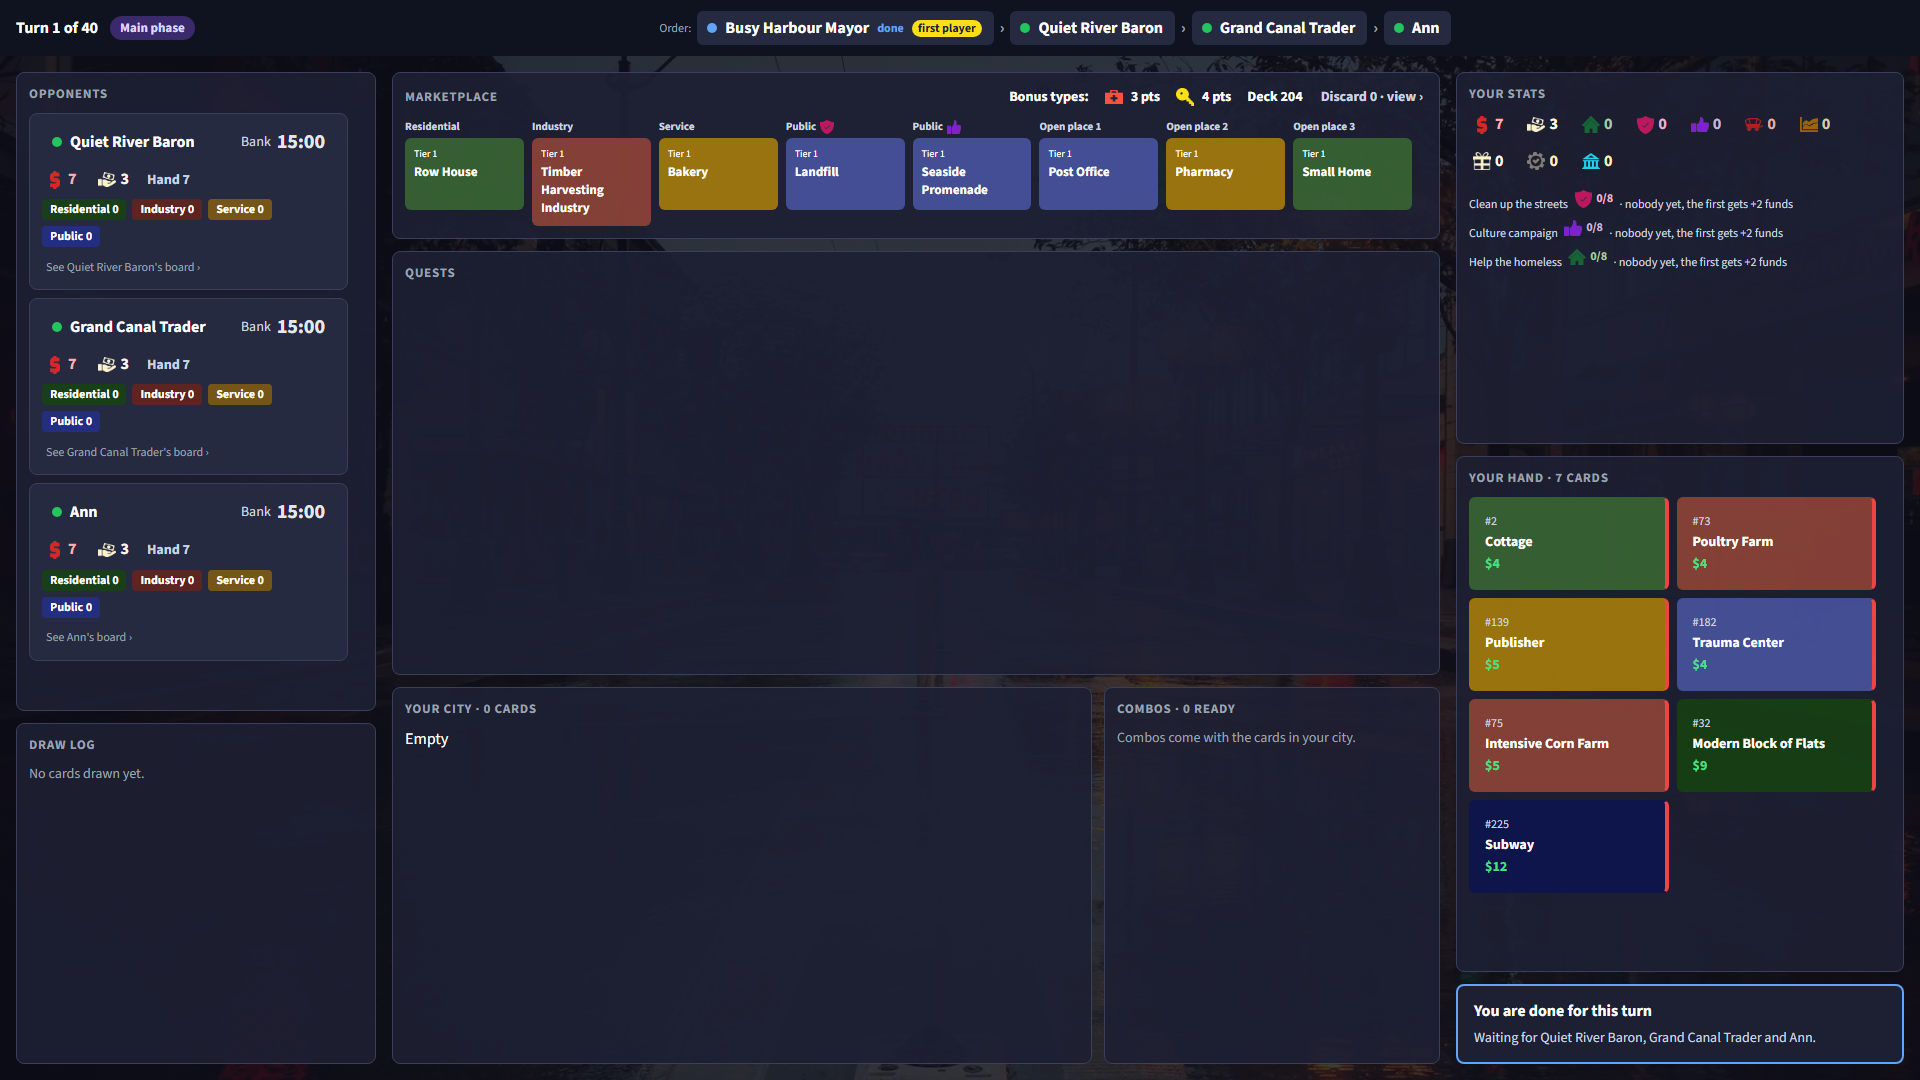 Turn 1 of 40 Main phase
Order: Busy Harbour Mayor done first player › Quiet River Baron › Grand Canal Trader › Ann
OPPONENTS
Quiet River Baron Bank 15:00
7 3 Hand 7
Residential 0 Industry 0 Service 0
Public 0
See Quiet River Baron's board ›
Grand Canal Trader Bank 15:00
7 3 Hand 7
Residential 0 Industry 0 Service 0
Public 0
See Grand Canal Trader's board ›
Ann Bank 15:00
7 3 Hand 7
Residential 0 Industry 0 Service 0
Public 0
See Ann's board ›
DRAW LOG
No cards drawn yet.
MARKETPLACE
Bonus types: 3 pts 4 pts Deck 204 Discard 0 · view ›
Residential
Tier 1
Row House
Industry
Tier 1
Timber
Harvesting
Industry
Service
Tier 1
Bakery
Public
Tier 1
Landfill
Public
Tier 1
Seaside
Promenade
Open place 1
Tier 1
Post Office
Open place 2
Tier 1
Pharmacy
Open place 3
Tier 1
Small Home
QUESTS
YOUR CITY · 0 CARDS
Empty
COMBOS · 0 READY
Combos come with the cards in your city.
YOUR STATS
7 3 0 0 0 0 0
0 0 0
Clean up the streets 0/8 · nobody yet, the first gets +2 funds
Culture campaign 0/8 · nobody yet, the first gets +2 funds
Help the homeless 0/8 · nobody yet, the first gets +2 funds
YOUR HAND · 7 CARDS
#2
Cottage
$4
#73
Poultry Farm
$4
#139
Publisher
$5
#182
Trauma Center
$4
#75
Intensive Corn Farm
$5
#32
Modern Block of Flats
$9
#225
Subway
$12
You are done for this turn
Waiting for Quiet River Baron, Grand Canal Trader and Ann.